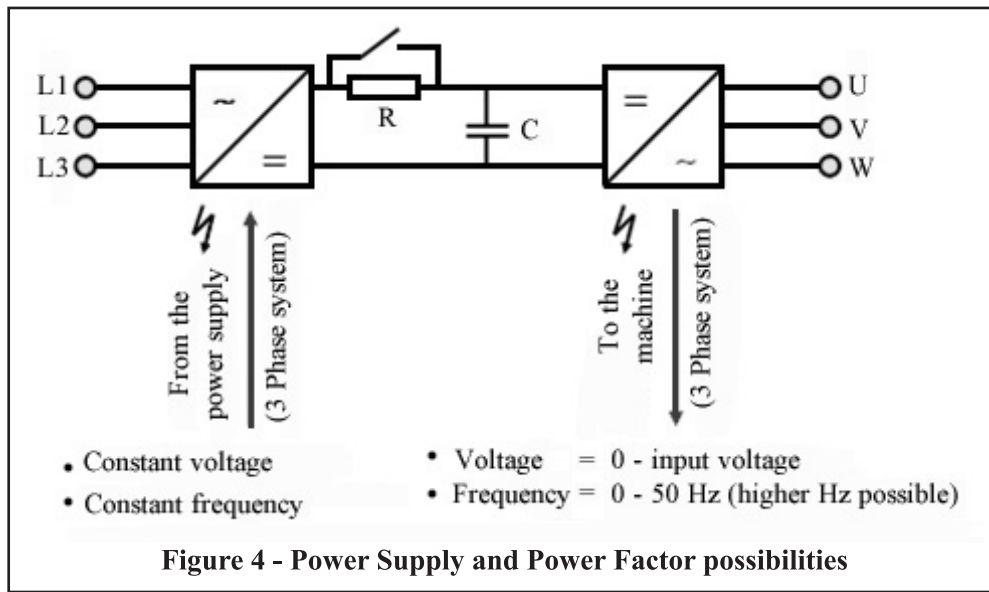 L1
L2
L3
~
=
R
C
=
~
U
V
W
From the
power supply
(3 Phase system)
To the
machine
(3 Phase system)
• Constant voltage
• Constant frequency
• Voltage = 0 - input voltage
• Frequency = 0 - 50 Hz (higher Hz possible)
Figure 4 - Power Supply and Power Factor possibilities